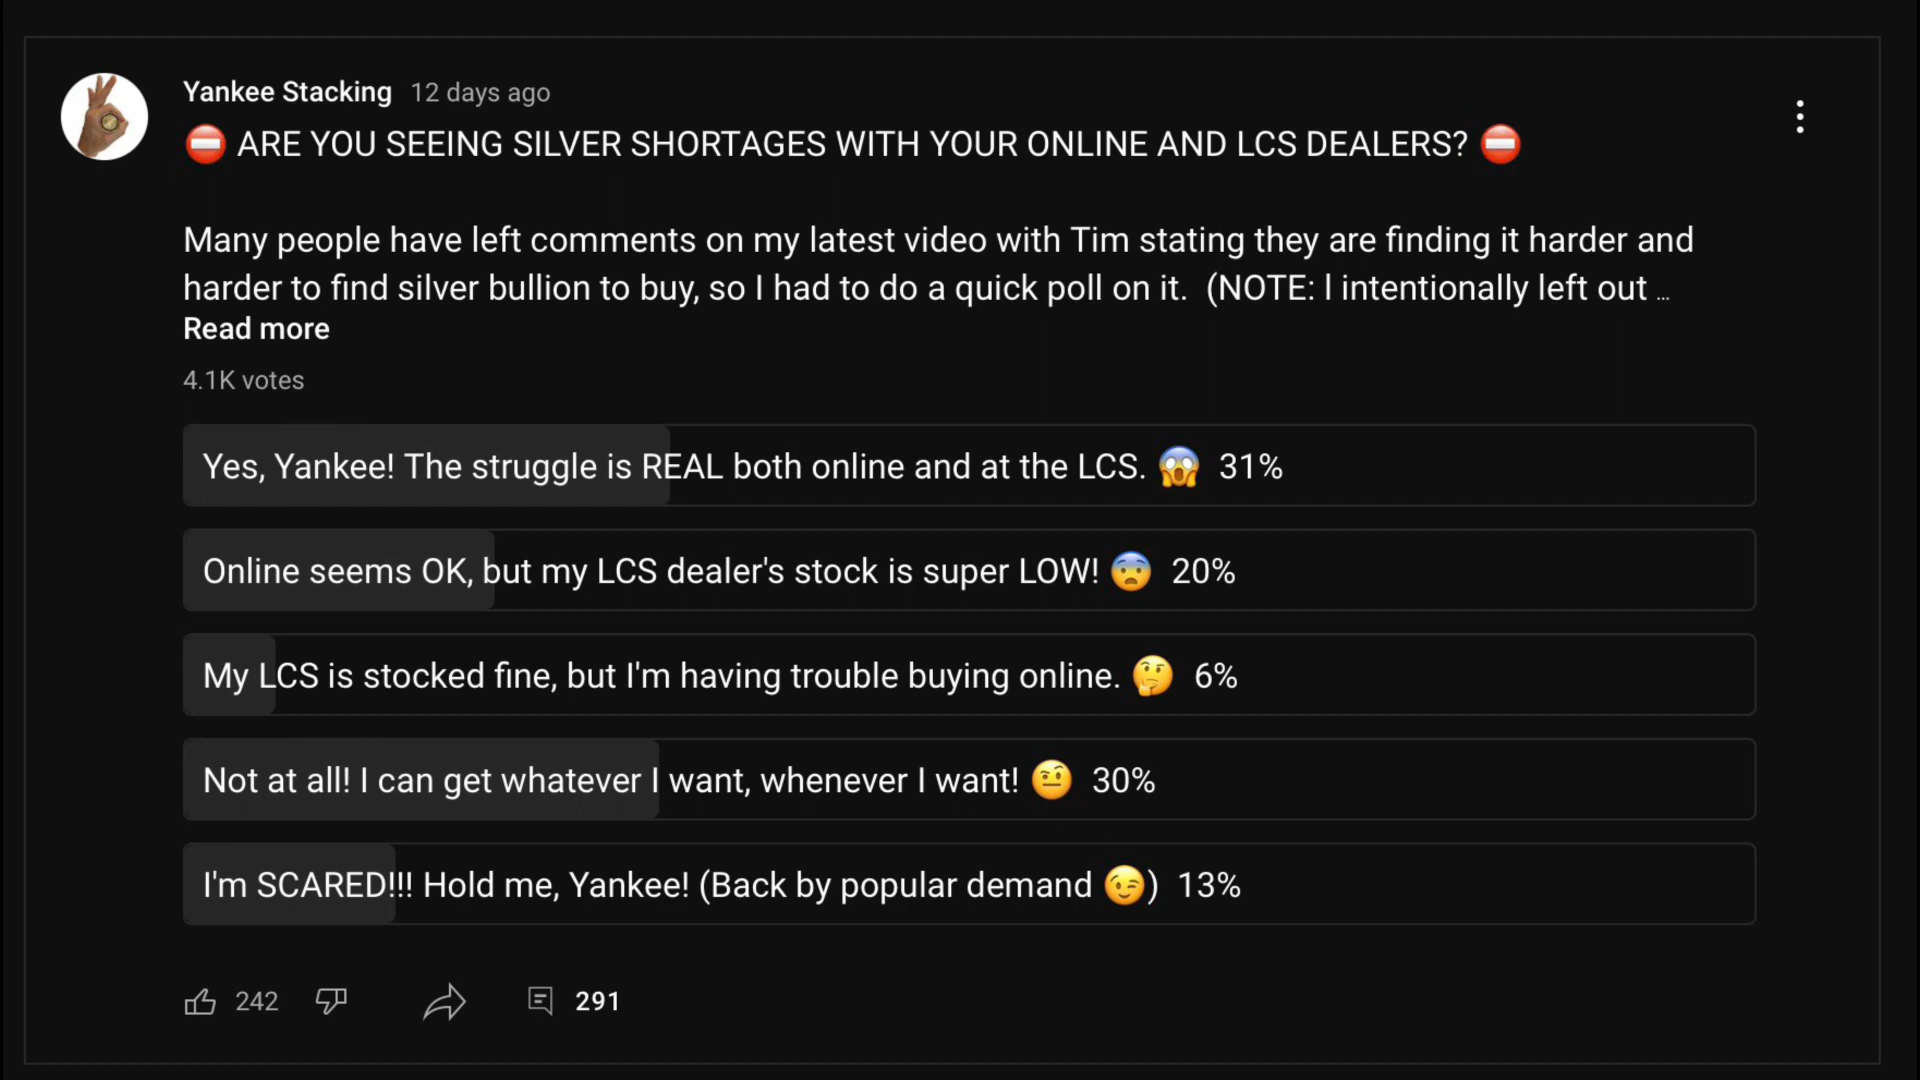 Yankee Stacking 12 days ago
⛔ ARE YOU SEEING SILVER SHORTAGES WITH YOUR ONLINE AND LCS DEALERS? ⛔
Many people have left comments on my latest video with Tim stating they are finding it harder and
harder to find silver bullion to buy, so I had to do a quick poll on it. (NOTE: I intentionally left out ...
Read more
4.1K votes
Yes, Yankee! The struggle is REAL both online and at the LCS. 😱 31%
Online seems OK, but my LCS dealer's stock is super LOW! 😨 20%
My LCS is stocked fine, but I'm having trouble buying online. 🤔 6%
Not at all! I can get whatever I want, whenever I want! 🤨 30%
I'm SCARED!!! Hold me, Yankee! (Back by popular demand 😉) 13%
242 291